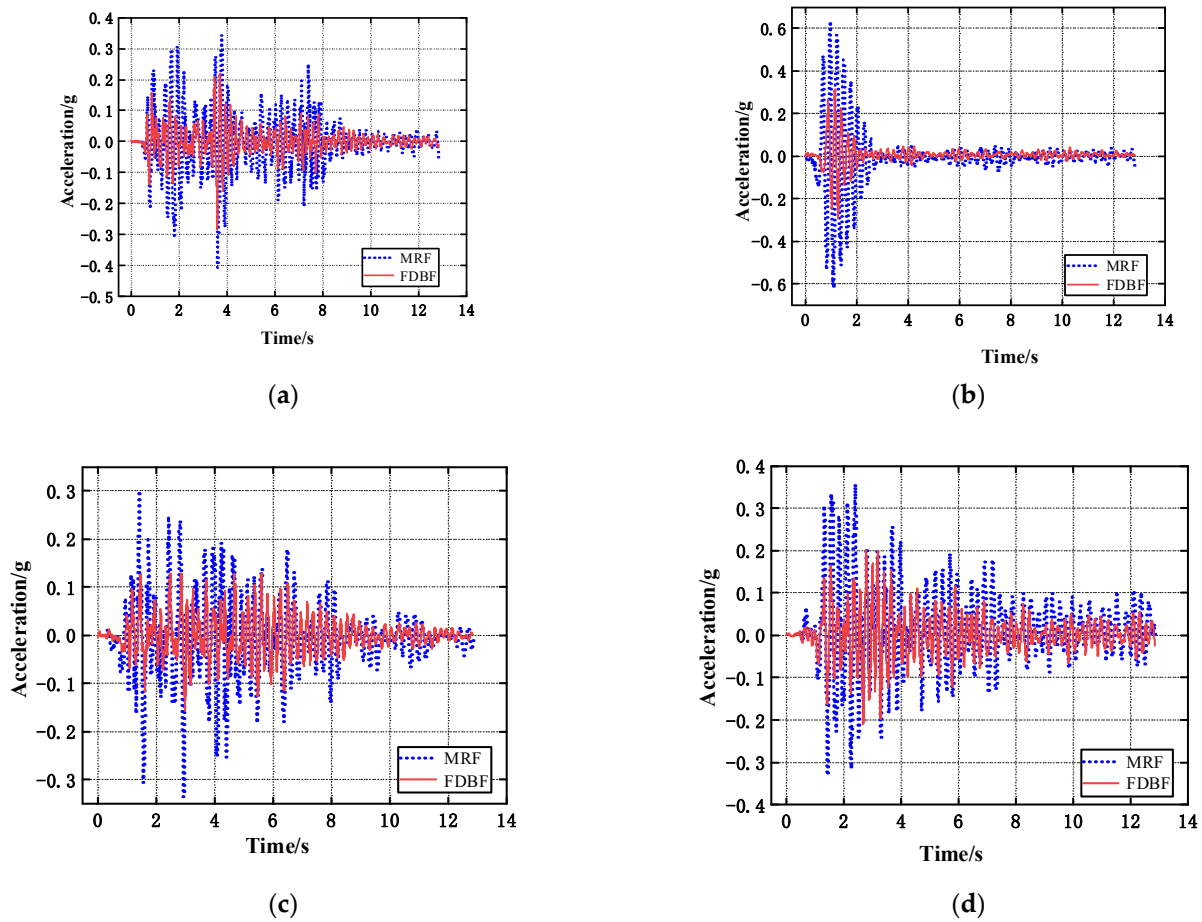 0.4
0.3
0.2
0.1
0.0
-0.1
-0.2
-0.3
-0.4
-0.5
Acceleration/g
MRF
FDBF
0 2 4 6 8 10 12 14
Time/s
(a)
0.6
0.4
0.2
0.0
-0.2
-0.4
-0.6
Acceleration/g
MRF
FDBF
0 2 4 6 8 10 12 14
Time/s
(b)
0.3
0.2
0.1
0.0
-0.1
-0.2
-0.3
Acceleration/g
MRF
FDBF
0 2 4 6 8 10 12 14
Time/s
(c)
0.4
0.3
0.2
0.1
0.0
-0.1
-0.2
-0.3
-0.4
Acceleration/g
MRF
FDBF
0 2 4 6 8 10 12 14
Time/s
(d)